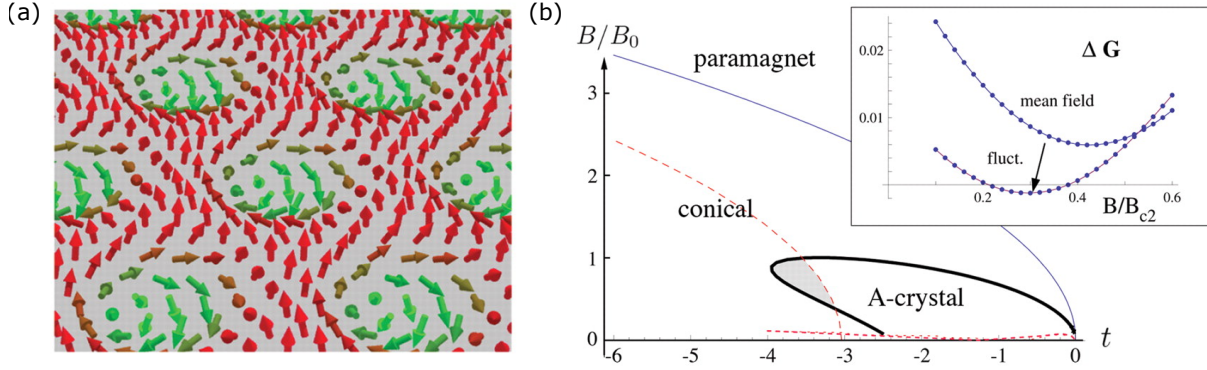 (a)
(b)
B/B₀
paramagnet
conical
A-crystal
3
2
1
0
-6
-5
-4
-3
-2
-1
0
t
ΔG
mean field
fluct.
0.02
0.01
0.2
0.4
0.6
B/B_c2